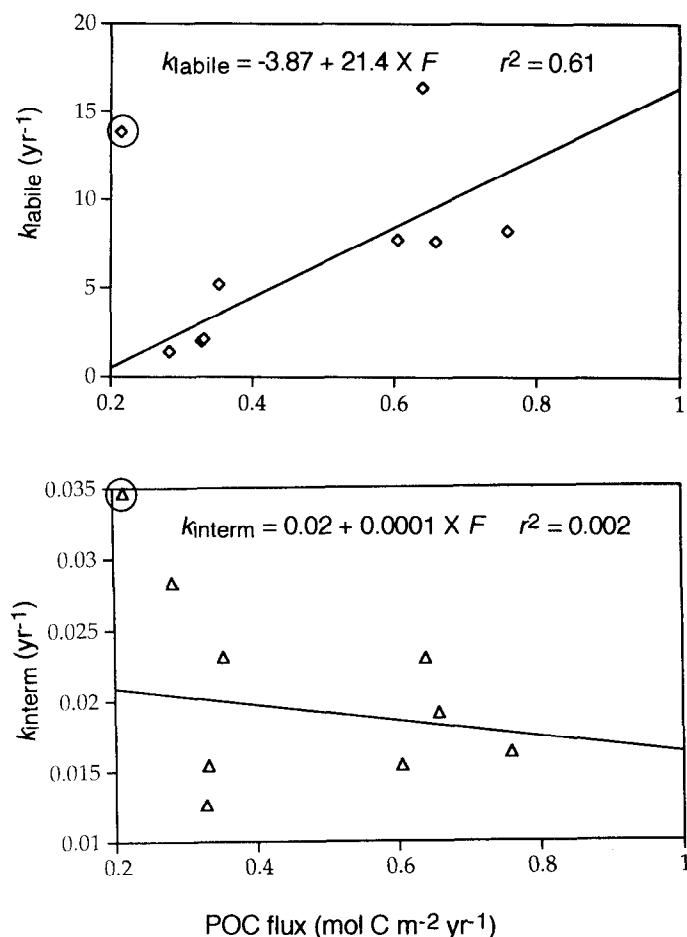 20
k_labile = -3.87 + 21.4 X F r² = 0.61
15
10
5
0
k_labile (yr⁻¹)
0.2 0.4 0.6 0.8 1
0.035
k_interm = 0.02 + 0.0001 X F r² = 0.002
0.03
0.025
0.02
0.015
0.01
k_interm (yr⁻¹)
0.2 0.4 0.6 0.8 1
POC flux (mol C m⁻² yr⁻¹)